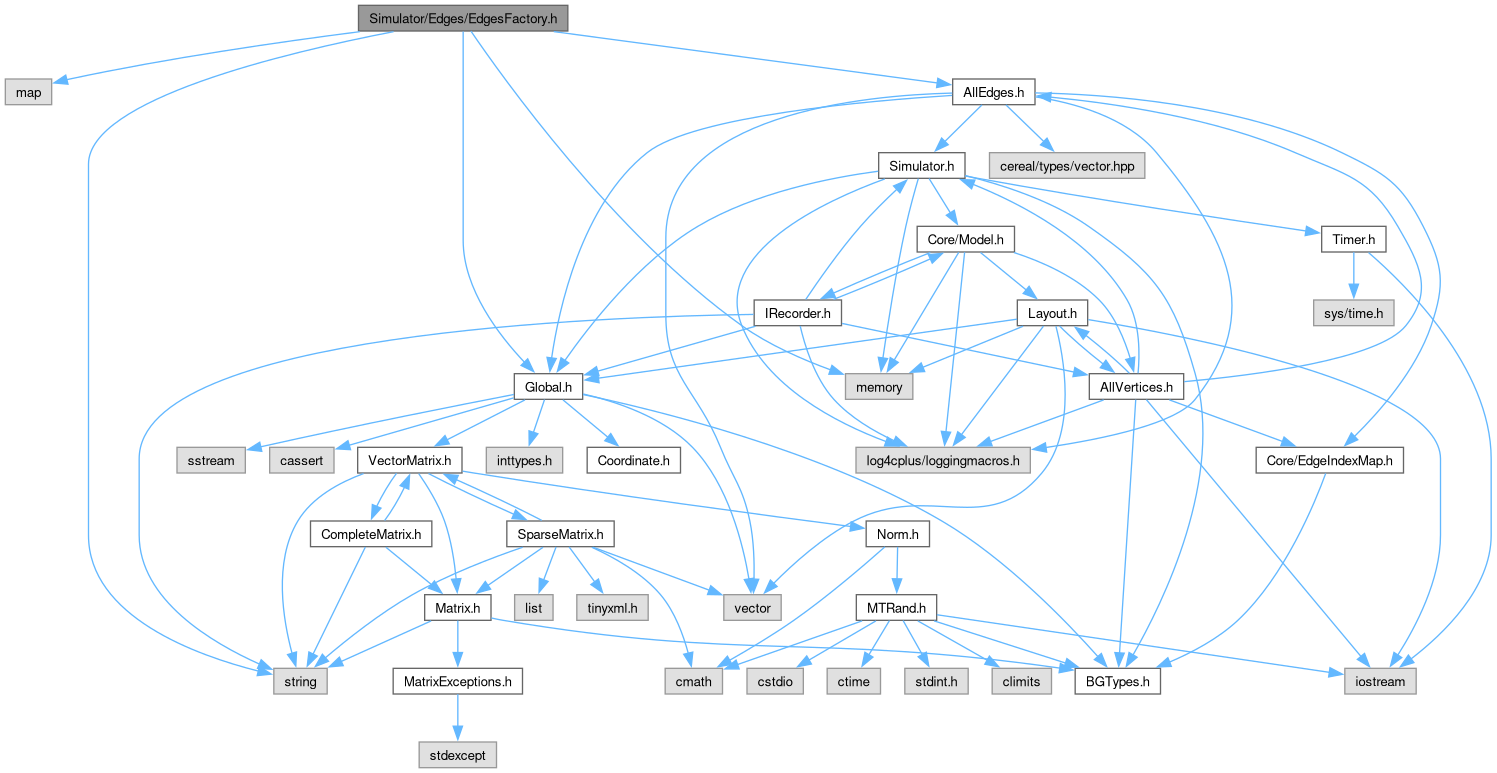 Simulator/Edges/EdgesFactory.h
map
AllEdges.h
Simulator.h
cereal/types/vector.hpp
Core/Model.h
Timer.h
IRecorder.h
Layout.h
sys/time.h
Global.h
memory
AllVertices.h
sstream
cassert
VectorMatrix.h
inttypes.h
Coordinate.h
log4cplus/loggingmacros.h
Core/EdgeIndexMap.h
CompleteMatrix.h
SparseMatrix.h
Norm.h
Matrix.h
list
tinyxml.h
vector
MTRand.h
string
MatrixExceptions.h
cmath
cstdio
ctime
stdint.h
climits
BGTypes.h
iostream
stdexcept